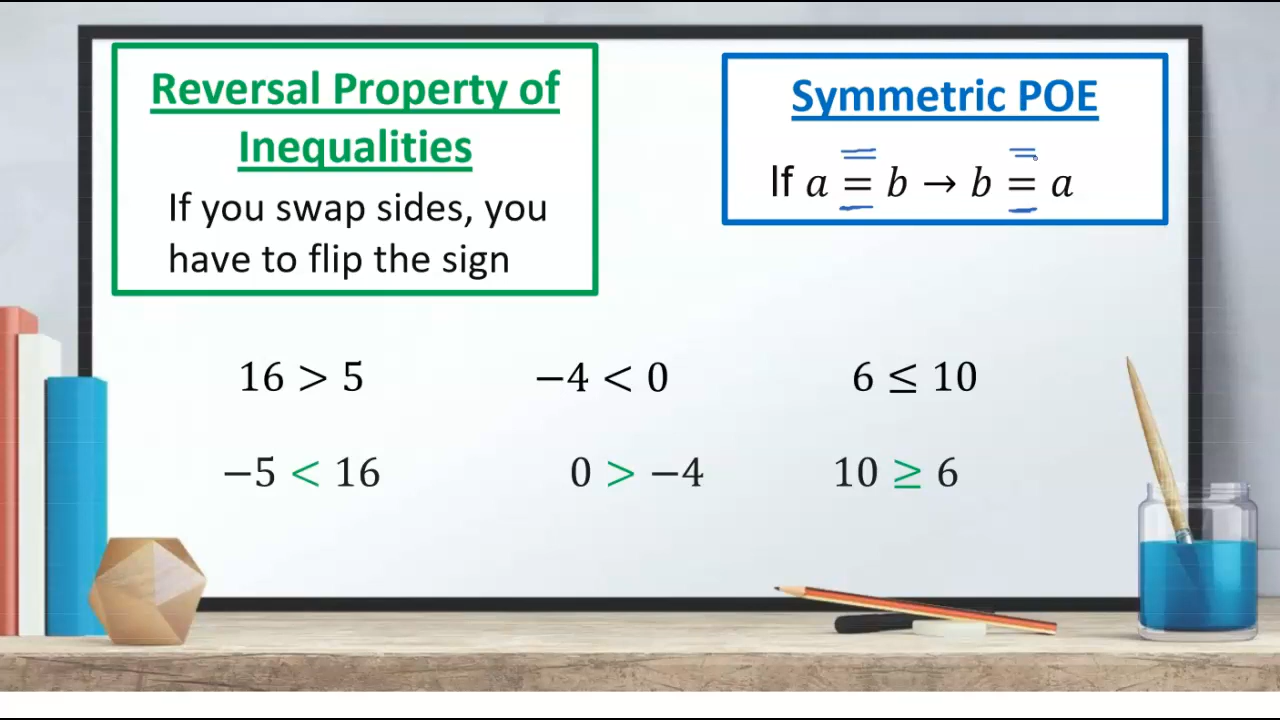 Reversal Property of
Inequalities
If you swap sides, you
have to flip the sign
Symmetric POE
If a = b → b = a
16 > 5
−4 < 0
6 ≤ 10
−5 < 16
0 > −4
10 ≥ 6